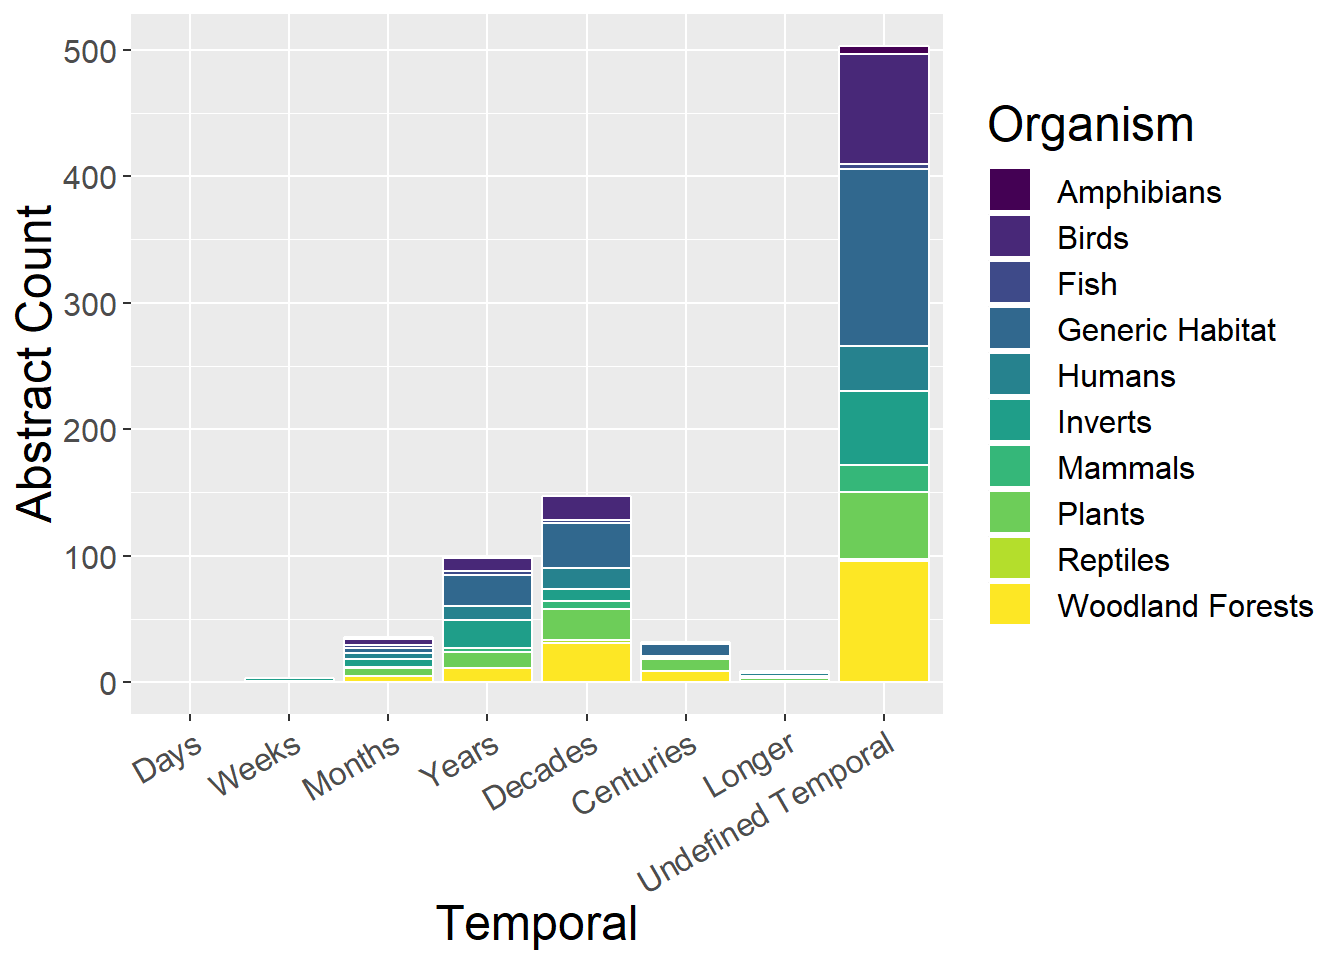 Abstract Count
500
400
300
200
100
0
Days
Weeks
Months
Years
Decades
Centuries
Longer
Undefined Temporal
Temporal
Organism
Amphibians
Birds
Fish
Generic Habitat
Humans
Inverts
Mammals
Plants
Reptiles
Woodland Forests